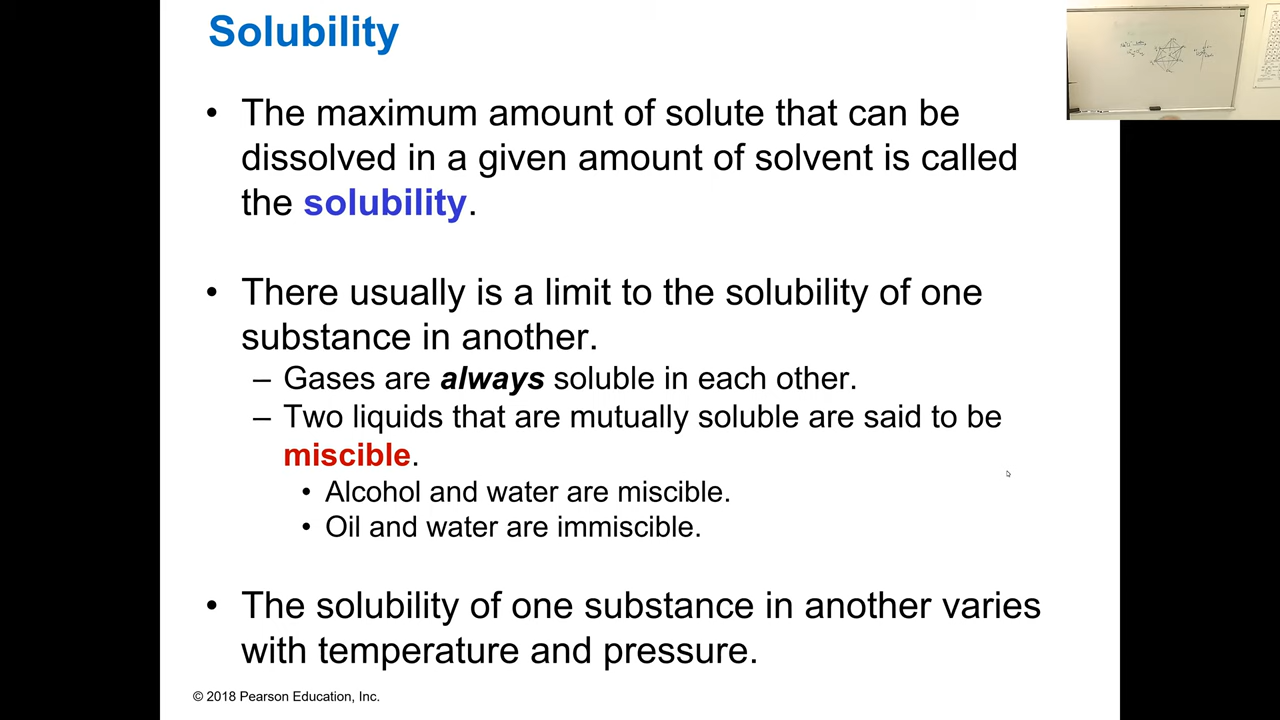 Solubility
• The maximum amount of solute that can be
dissolved in a given amount of solvent is called
the solubility.
• There usually is a limit to the solubility of one
substance in another.
– Gases are always soluble in each other.
– Two liquids that are mutually soluble are said to be
miscible.
• Alcohol and water are miscible.
• Oil and water are immiscible.
• The solubility of one substance in another varies
with temperature and pressure.
© 2018 Pearson Education, Inc.